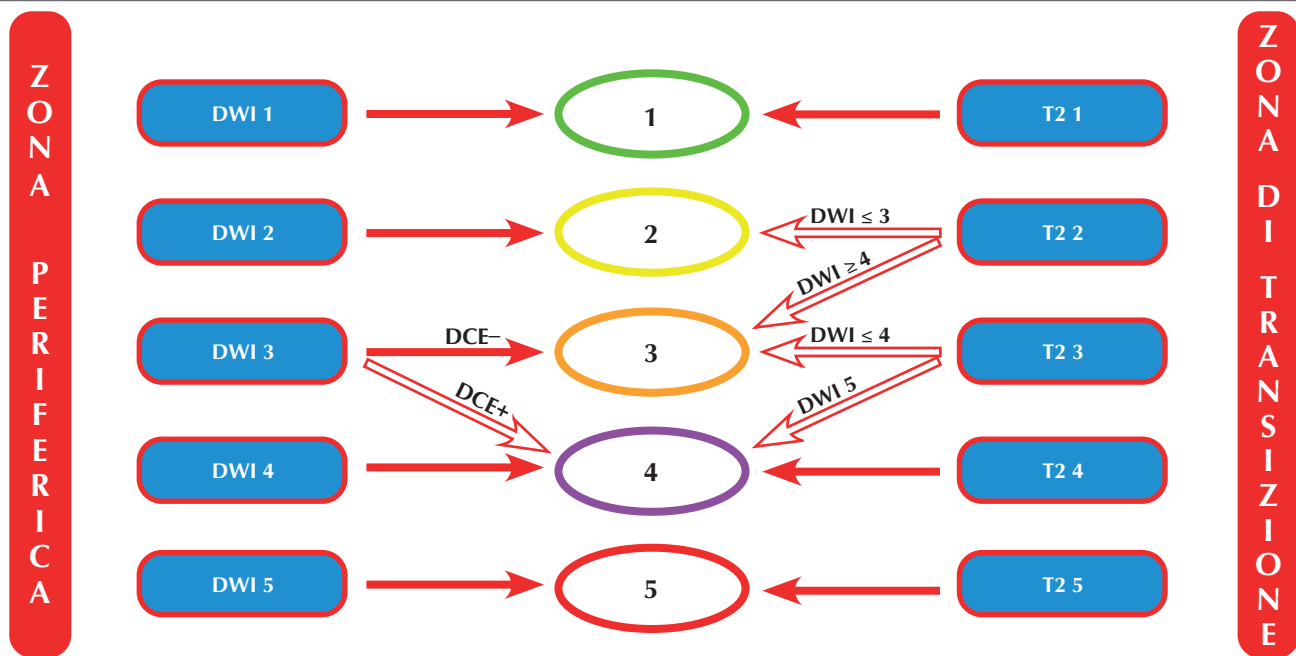 ZONA PERIFERICA
DWI 1
1
T2 1
DWI 2
2
DWI ≤ 3
T2 2
DWI ≥ 4
DWI 3
DCE–
3
DWI ≤ 4
T2 3
DCE+
DWI 5
DWI 4
4
T2 4
DWI 5
5
T2 5
ZONA DI TRANSIZIONE